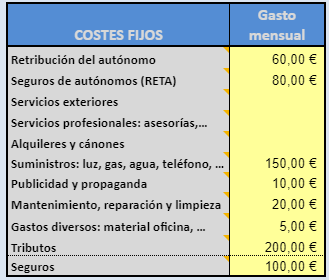 COSTES FIJOS
Gasto
mensual
Retribución del autónomo 60,00 €
Seguros de autónomos (RETA) 80,00 €
Servicios exteriores
Servicios profesionales: asesorías,...
Alquileres y cánones
Suministros: luz, gas, agua, teléfono, ... 150,00 €
Publicidad y propaganda 10,00 €
Mantenimiento, reparación y limpieza 20,00 €
Gastos diversos: material oficina, ... 5,00 €
Tributos 200,00 €
Seguros 100,00 €